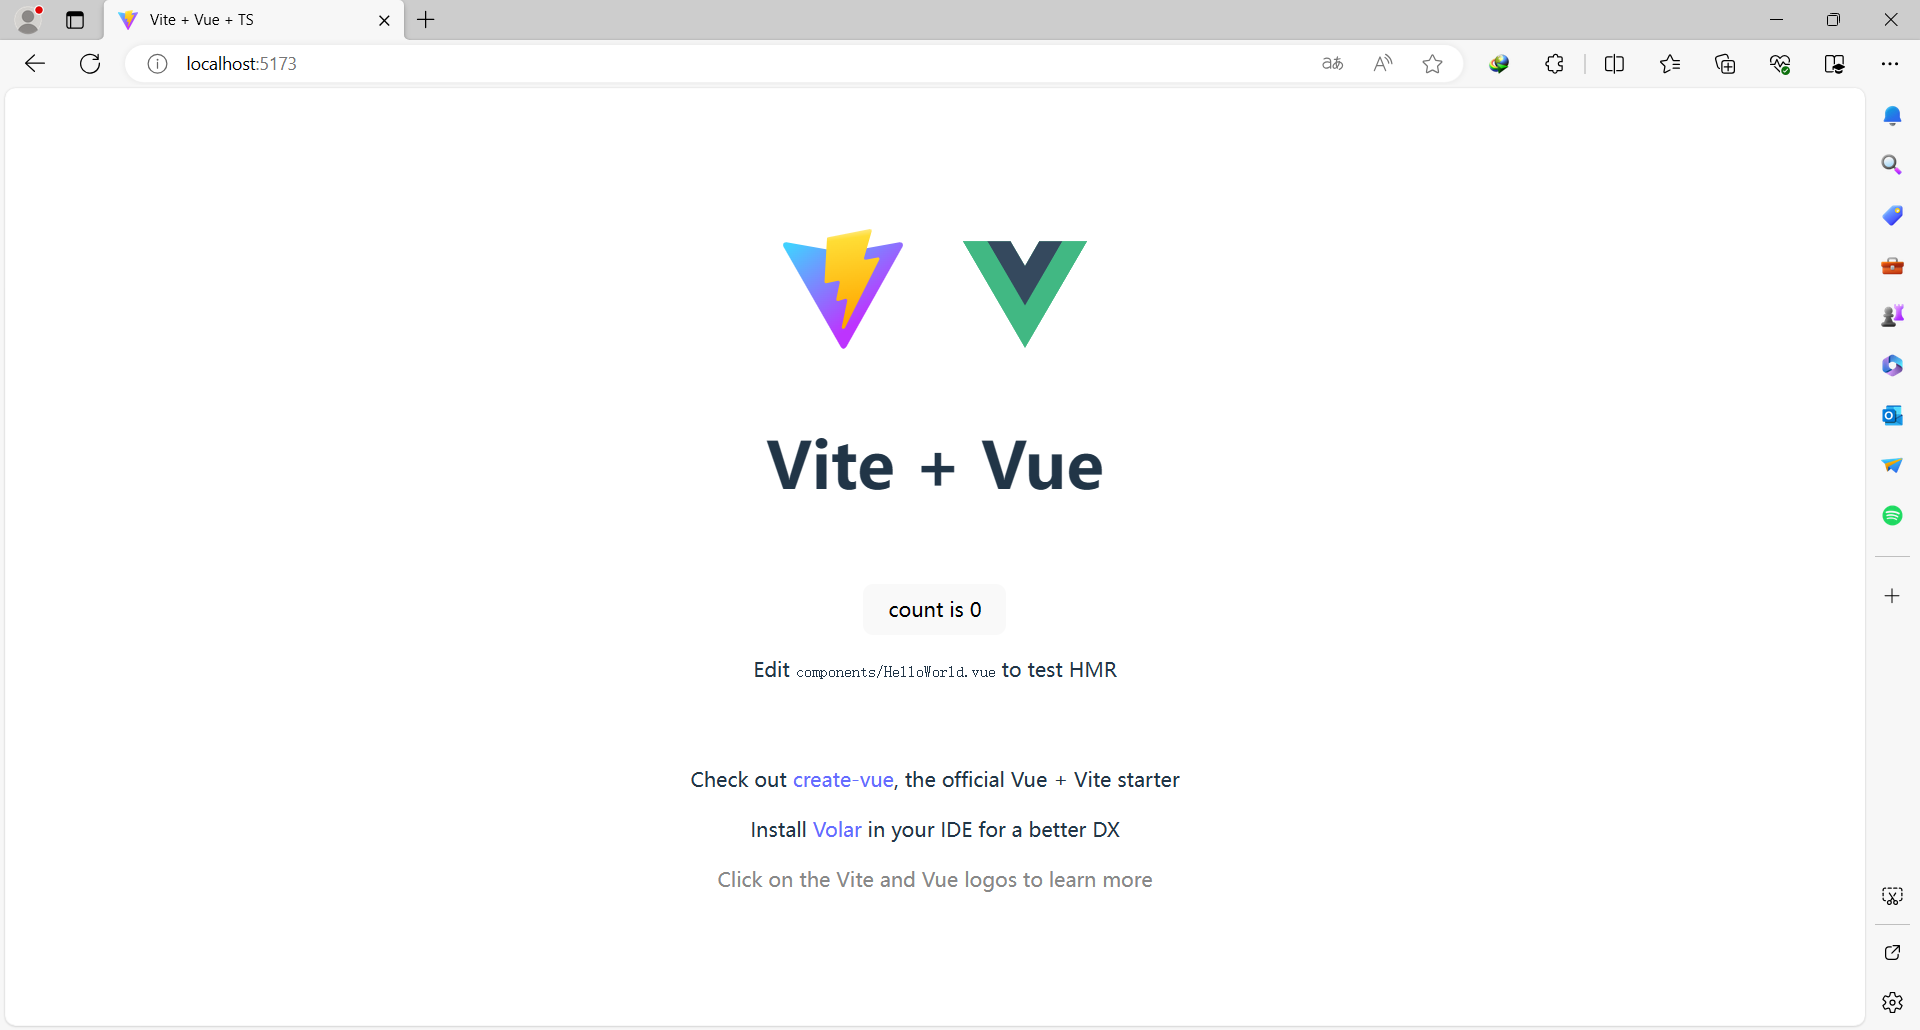 Vite + Vue + TS
localhost:5173
Vite + Vue
count is 0
Edit components/HelloWorld.vue to test HMR
Check out create-vue, the official Vue + Vite starter
Install Volar in your IDE for a better DX
Click on the Vite and Vue logos to learn more